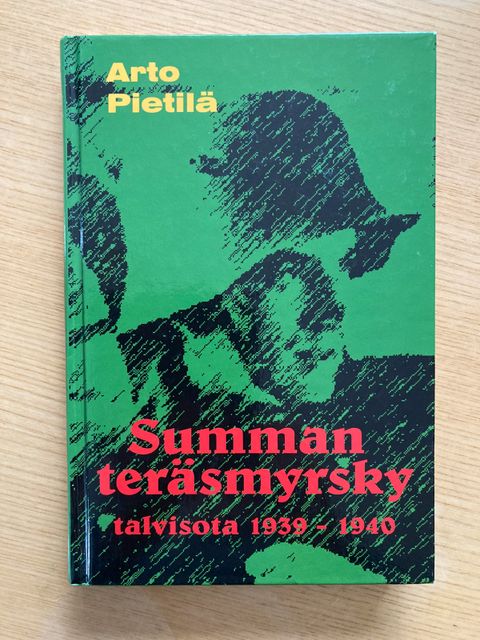 Arto
Pietilä
Summan
teräsmyrsky
talvisota 1939 - 1940